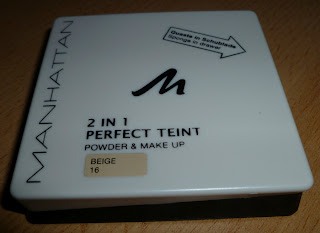 MANHATTAN
Quaste in Schublade
Sponge in drawer
M
2 IN 1
PERFECT TEINT
POWDER & MAKE UP
BEIGE
16